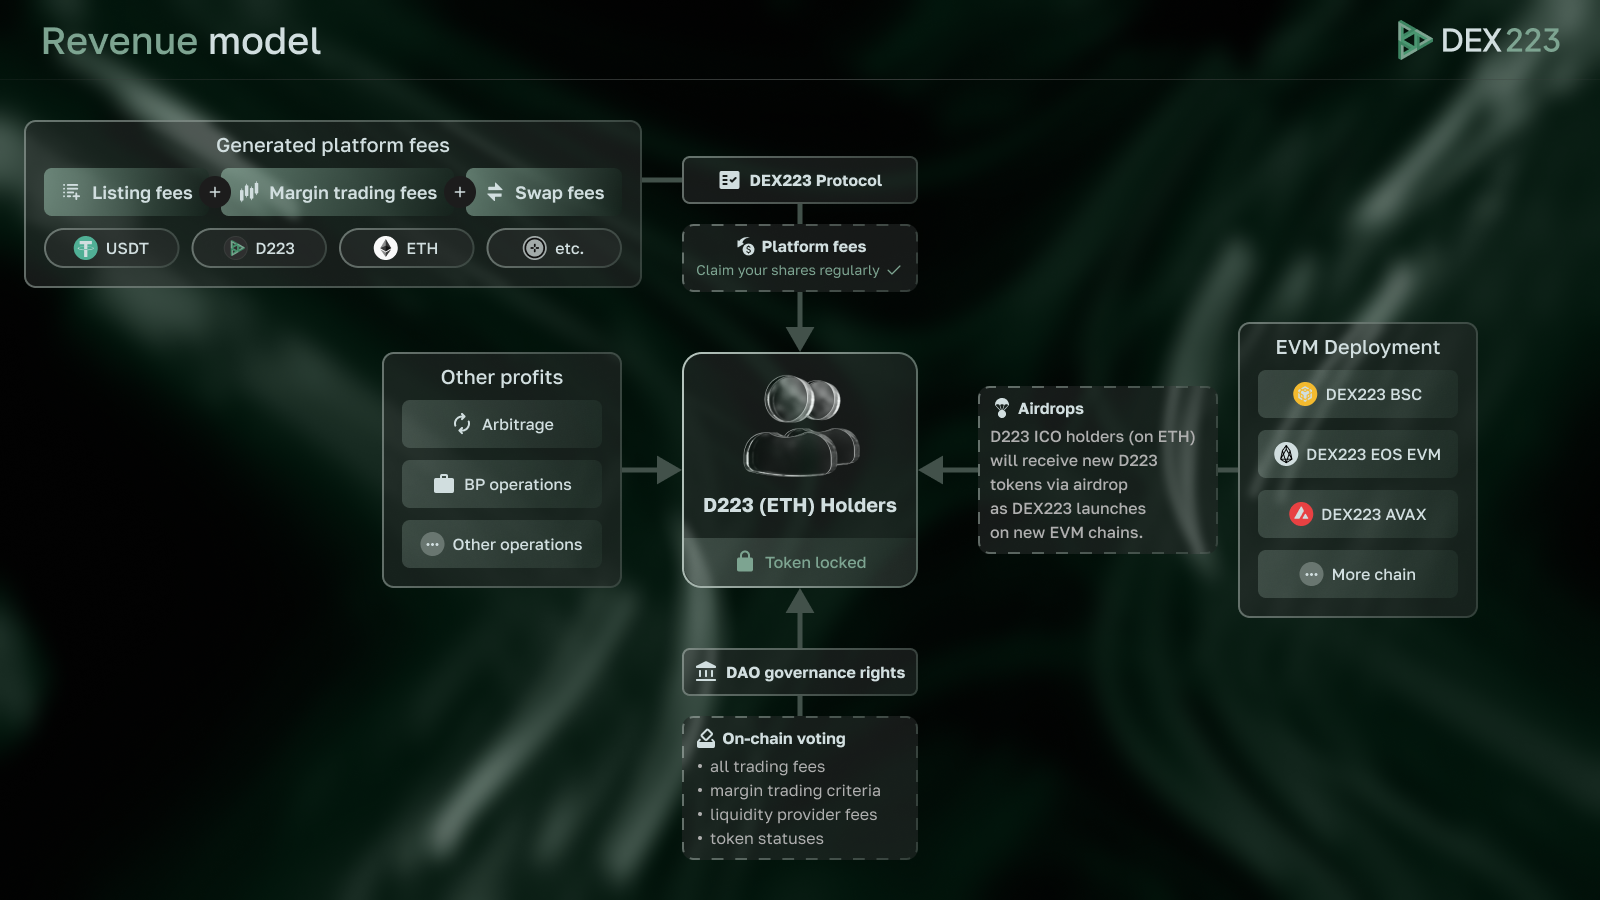 Revenue model
DEX223
Generated platform fees
Listing fees + Margin trading fees + Swap fees
USDT
D223
ETH
etc.
DEX223 Protocol
Platform fees
Claim your shares regularly
Other profits
Arbitrage
BP operations
Other operations
D223 (ETH) Holders
Token locked
Airdrops
D223 ICO holders (on ETH)
will receive new D223
tokens via airdrop
as DEX223 launches
on new EVM chains.
EVM Deployment
DEX223 BSC
DEX223 EOS EVM
DEX223 AVAX
More chain
DAO governance rights
On-chain voting
• all trading fees
• margin trading criteria
• liquidity provider fees
• token statuses